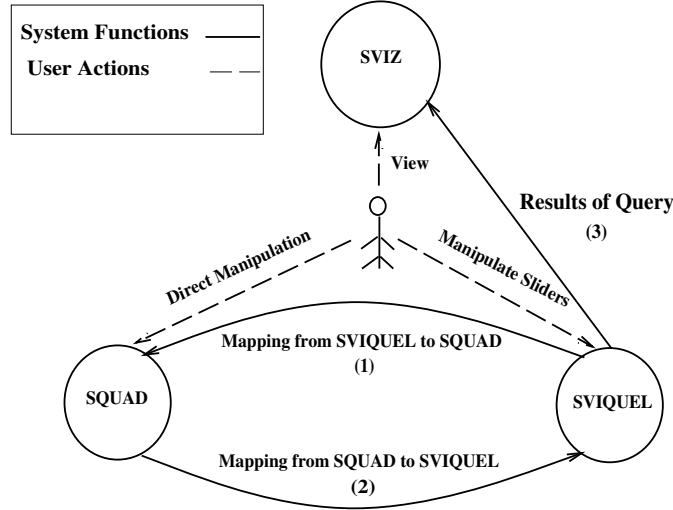 System Functions
User Actions
SVIZ
View
Results of Query
(3)
Direct Manipulation
Manipulate Sliders
Mapping from SVIQUEL to SQUAD
(1)
SQUAD
SVIQUEL
Mapping from SQUAD to SVIQUEL
(2)